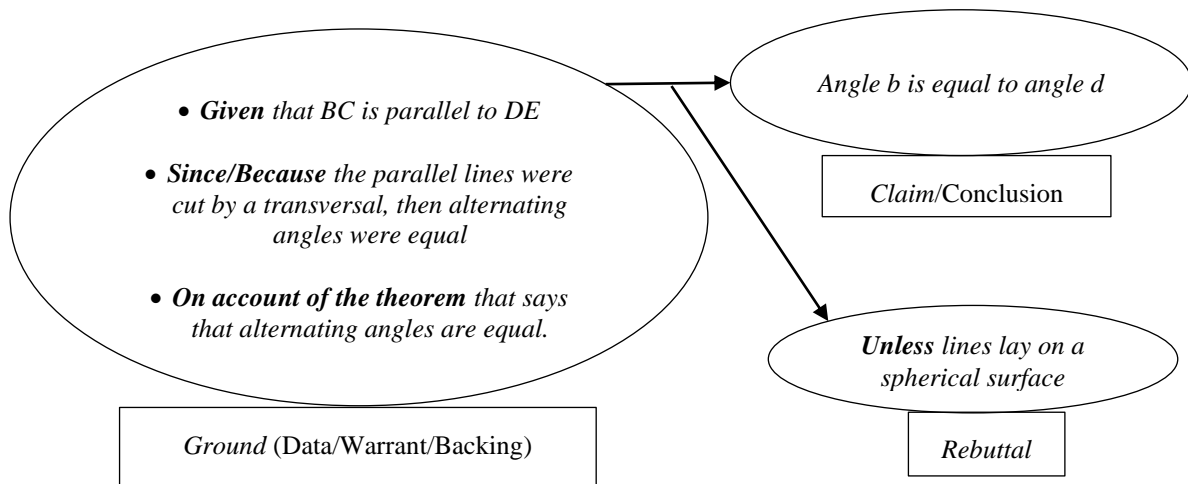 • Given that BC is parallel to DE
• Since/Because the parallel lines were
cut by a transversal, then alternating
angles were equal
• On account of the theorem that says
that alternating angles are equal.
Ground (Data/Warrant/Backing)
Angle b is equal to angle d
Claim/Conclusion
Unless lines lay on a
spherical surface
Rebuttal